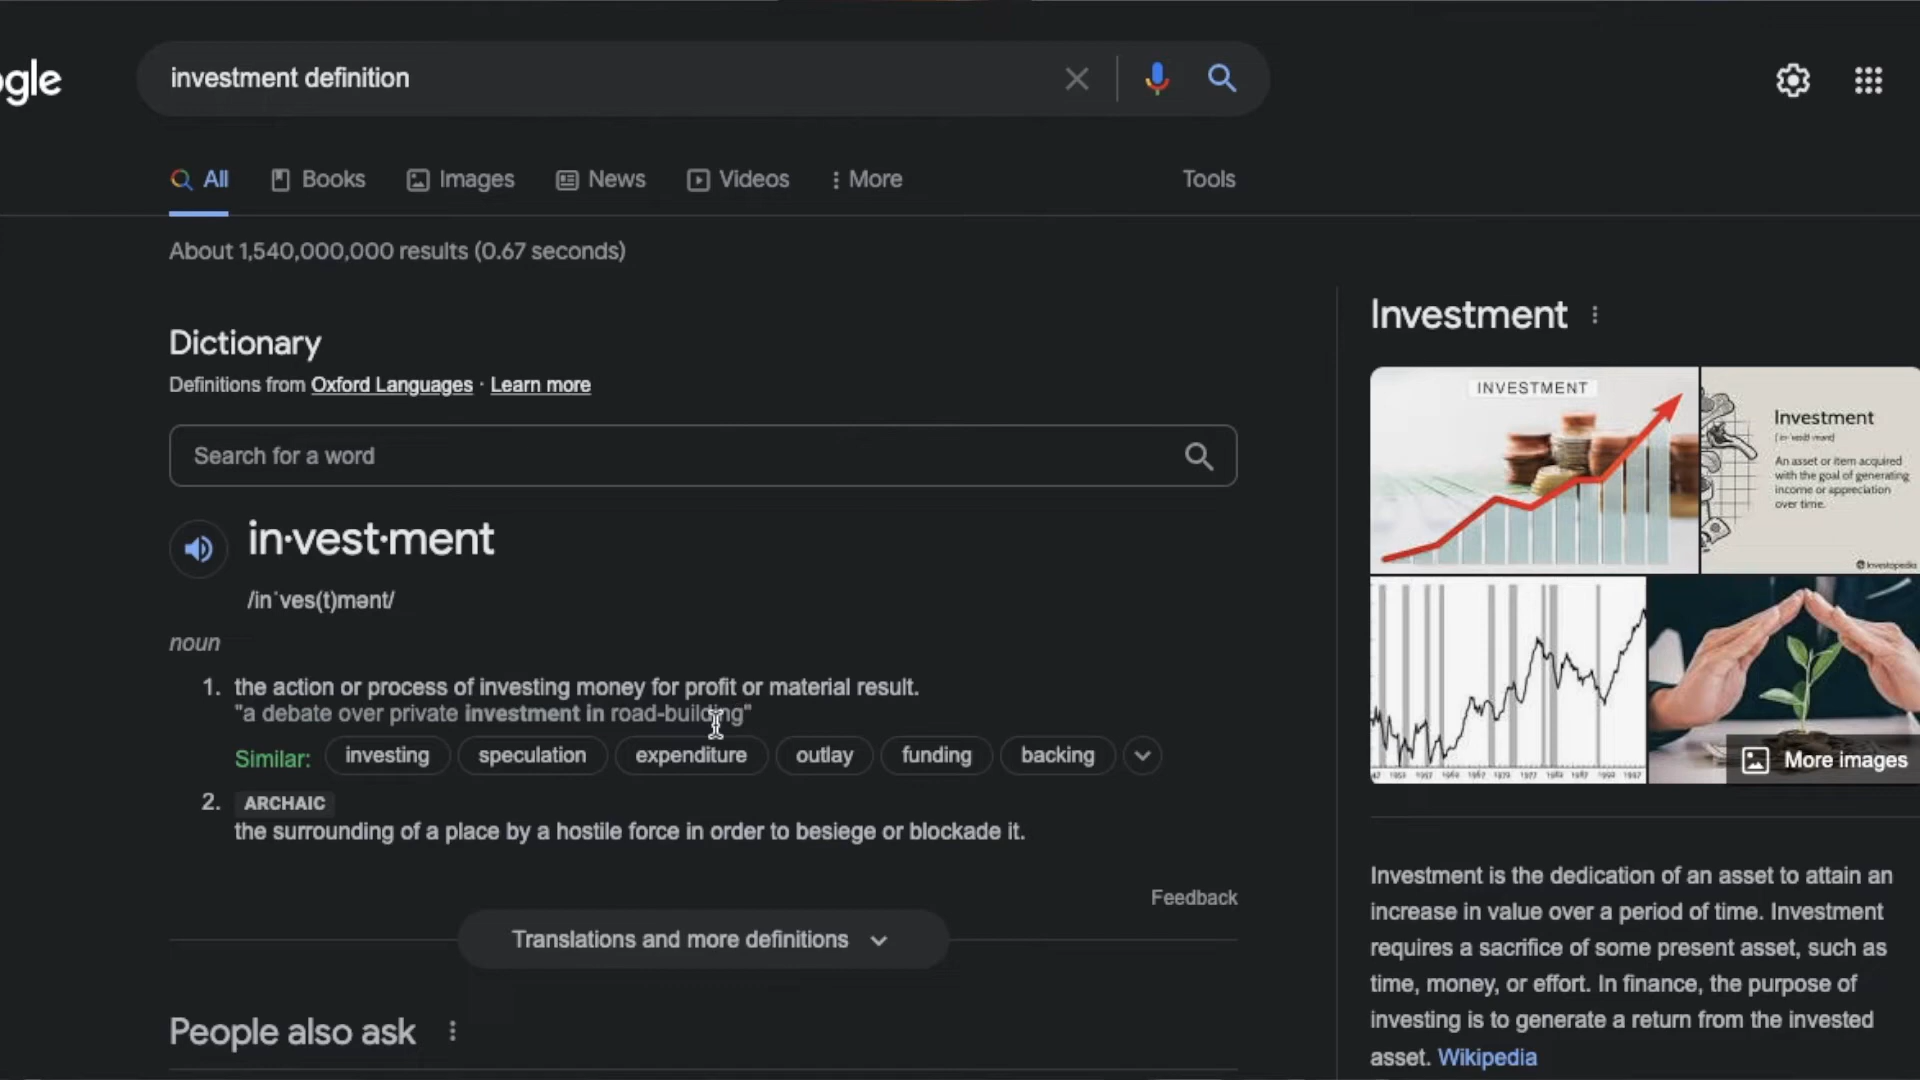 ogle
investment definition
All
Books
Images
News
Videos
More
Tools
About 1,540,000,000 results (0.67 seconds)
Dictionary
Definitions from Oxford Languages · Learn more
Search for a word
in·vest·ment
/inˈves(t)mənt/
noun
1. the action or process of investing money for profit or material result.
"a debate over private investment in road-building"
Similar: investing speculation expenditure outlay funding backing
2. ARCHAIC
the surrounding of a place by a hostile force in order to besiege or blockade it.
Feedback
Translations and more definitions
People also ask
Investment
INVESTMENT
Investment
An asset or item acquired
with the goal of generating
income or appreciation
over time.
Investopedia
More images
Investment is the dedication of an asset to attain an
increase in value over a period of time. Investment
requires a sacrifice of some present asset, such as
time, money, or effort. In finance, the purpose of
investing is to generate a return from the invested
asset. Wikipedia